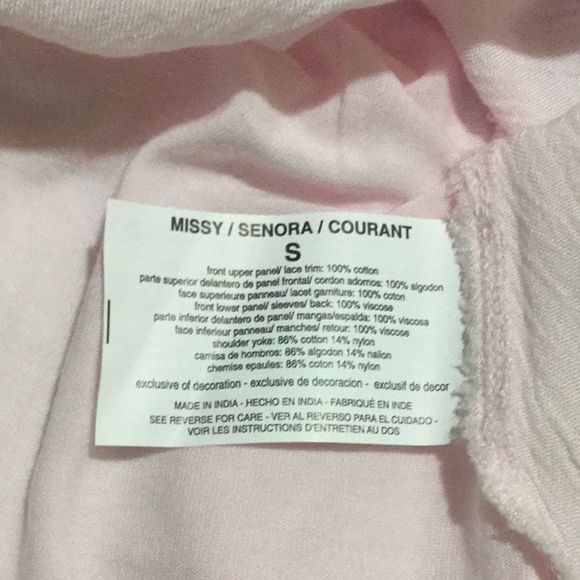 MISSY / SENORA / COURANT
S
front upper panel/ lace trim: 100% cotton
parte superior delantero de panel frontal/ cordon adornos: 100% algodon
face superieure panneau/ lacet garniture: 100% coton
front lower panel/ sleeves/ back: 100% viscose
parte inferior delantero de panel/ mangas/espalda: 100% viscosa
face inferieur panneau/ manches/ retour: 100% viscose
shoulder yoke: 86% cotton 14% nylon
camisa de hombros: 86% algodon 14% nailon
chemise epaules: 86% coton 14% nylon
exclusive of decoration - exclusive de decoracion - exclusif de decor
MADE IN INDIA - HECHO EN INDIA - FABRIQUÉ EN INDE
SEE REVERSE FOR CARE - VER AL REVERSO PARA EL CUIDADO -
VOIR LES INSTRUCTIONS D'ENTRETIEN AU DOS